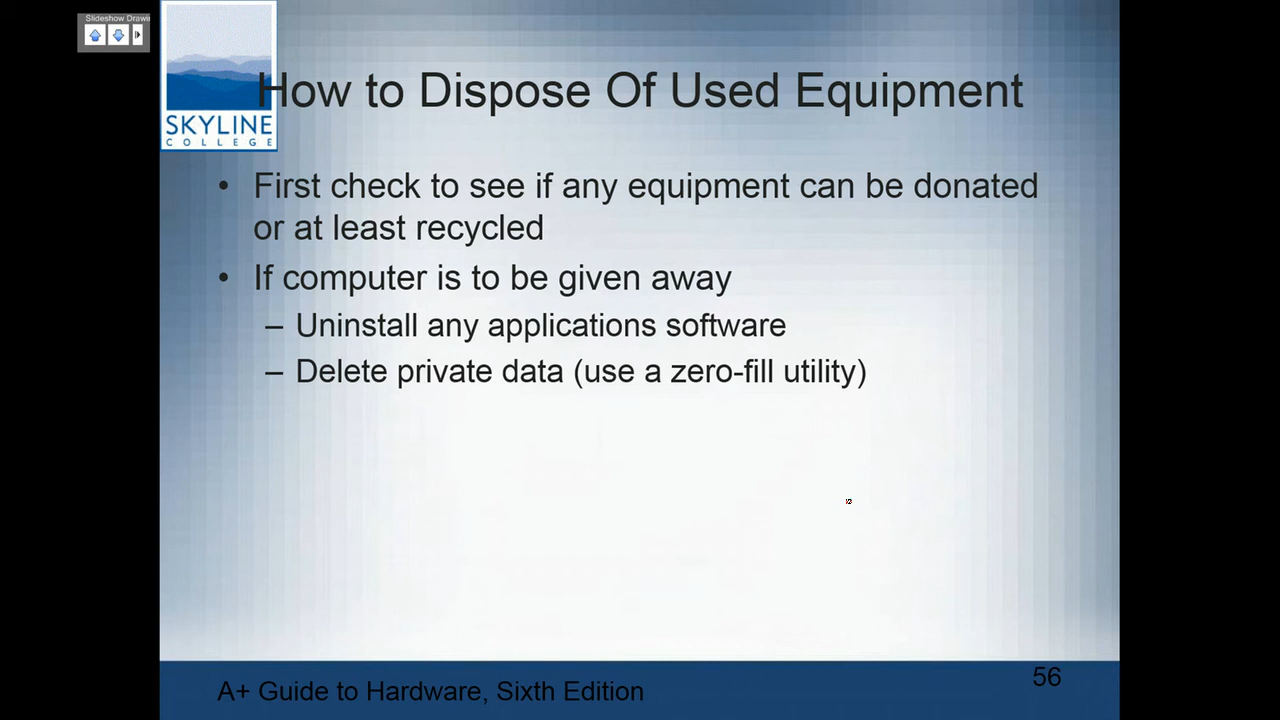 Slideshow Drawi
SKYLINE
COLLEGE
How to Dispose Of Used Equipment
• First check to see if any equipment can be donated
or at least recycled
• If computer is to be given away
– Uninstall any applications software
– Delete private data (use a zero-fill utility)
56
A+ Guide to Hardware, Sixth Edition